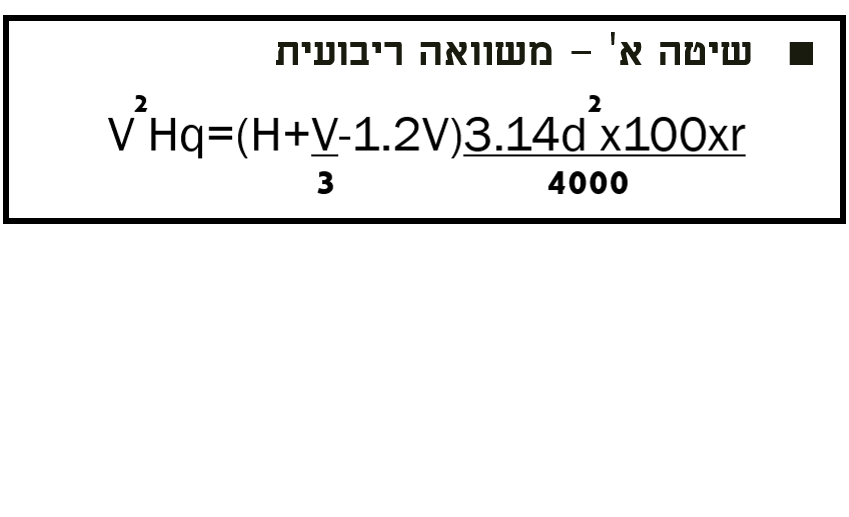 ■ שיטה א' – משוואה ריבועית
V²Hq=(H+V-1.2V)3.14d²x100xr
3 4000